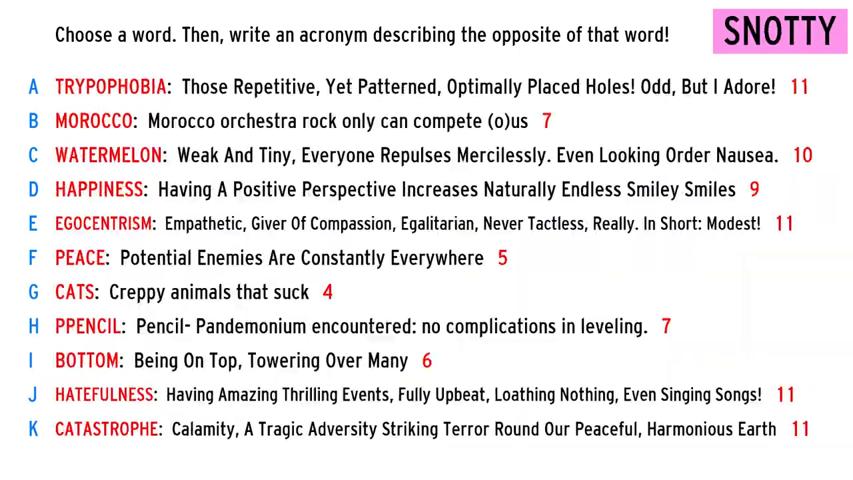 Choose a word. Then, write an acronym describing the opposite of that word!
SNOTTY
A TRYPOPHOBIA: Those Repetitive, Yet Patterned, Optimally Placed Holes! Odd, But I Adore! 11
B MOROCCO: Morocco orchestra rock only can compete (o)us 7
C WATERMELON: Weak And Tiny, Everyone Repulses Mercilessly. Even Looking Order Nausea. 10
D HAPPINESS: Having A Positive Perspective Increases Naturally Endless Smiley Smiles 9
E EGOCENTRISM: Empathetic, Giver Of Compassion, Egalitarian, Never Tactless, Really. In Short: Modest! 11
F PEACE: Potential Enemies Are Constantly Everywhere 5
G CATS: Creppy animals that suck 4
H PPENCIL: Pencil- Pandemonium encountered: no complications in leveling. 7
I BOTTOM: Being On Top, Towering Over Many 6
J HATEFULNESS: Having Amazing Thrilling Events, Fully Upbeat, Loathing Nothing, Even Singing Songs! 11
K CATASTROPHE: Calamity, A Tragic Adversity Striking Terror Round Our Peaceful, Harmonious Earth 11